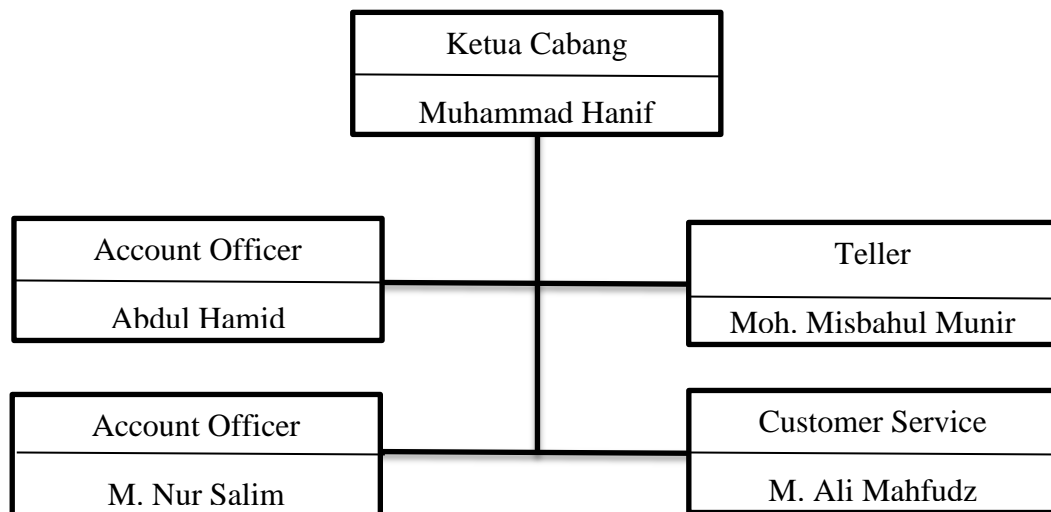 Ketua Cabang
Muhammad Hanif
Account Officer
Abdul Hamid
Teller
Moh. Misbahul Munir
Account Officer
M. Nur Salim
Customer Service
M. Ali Mahfudz